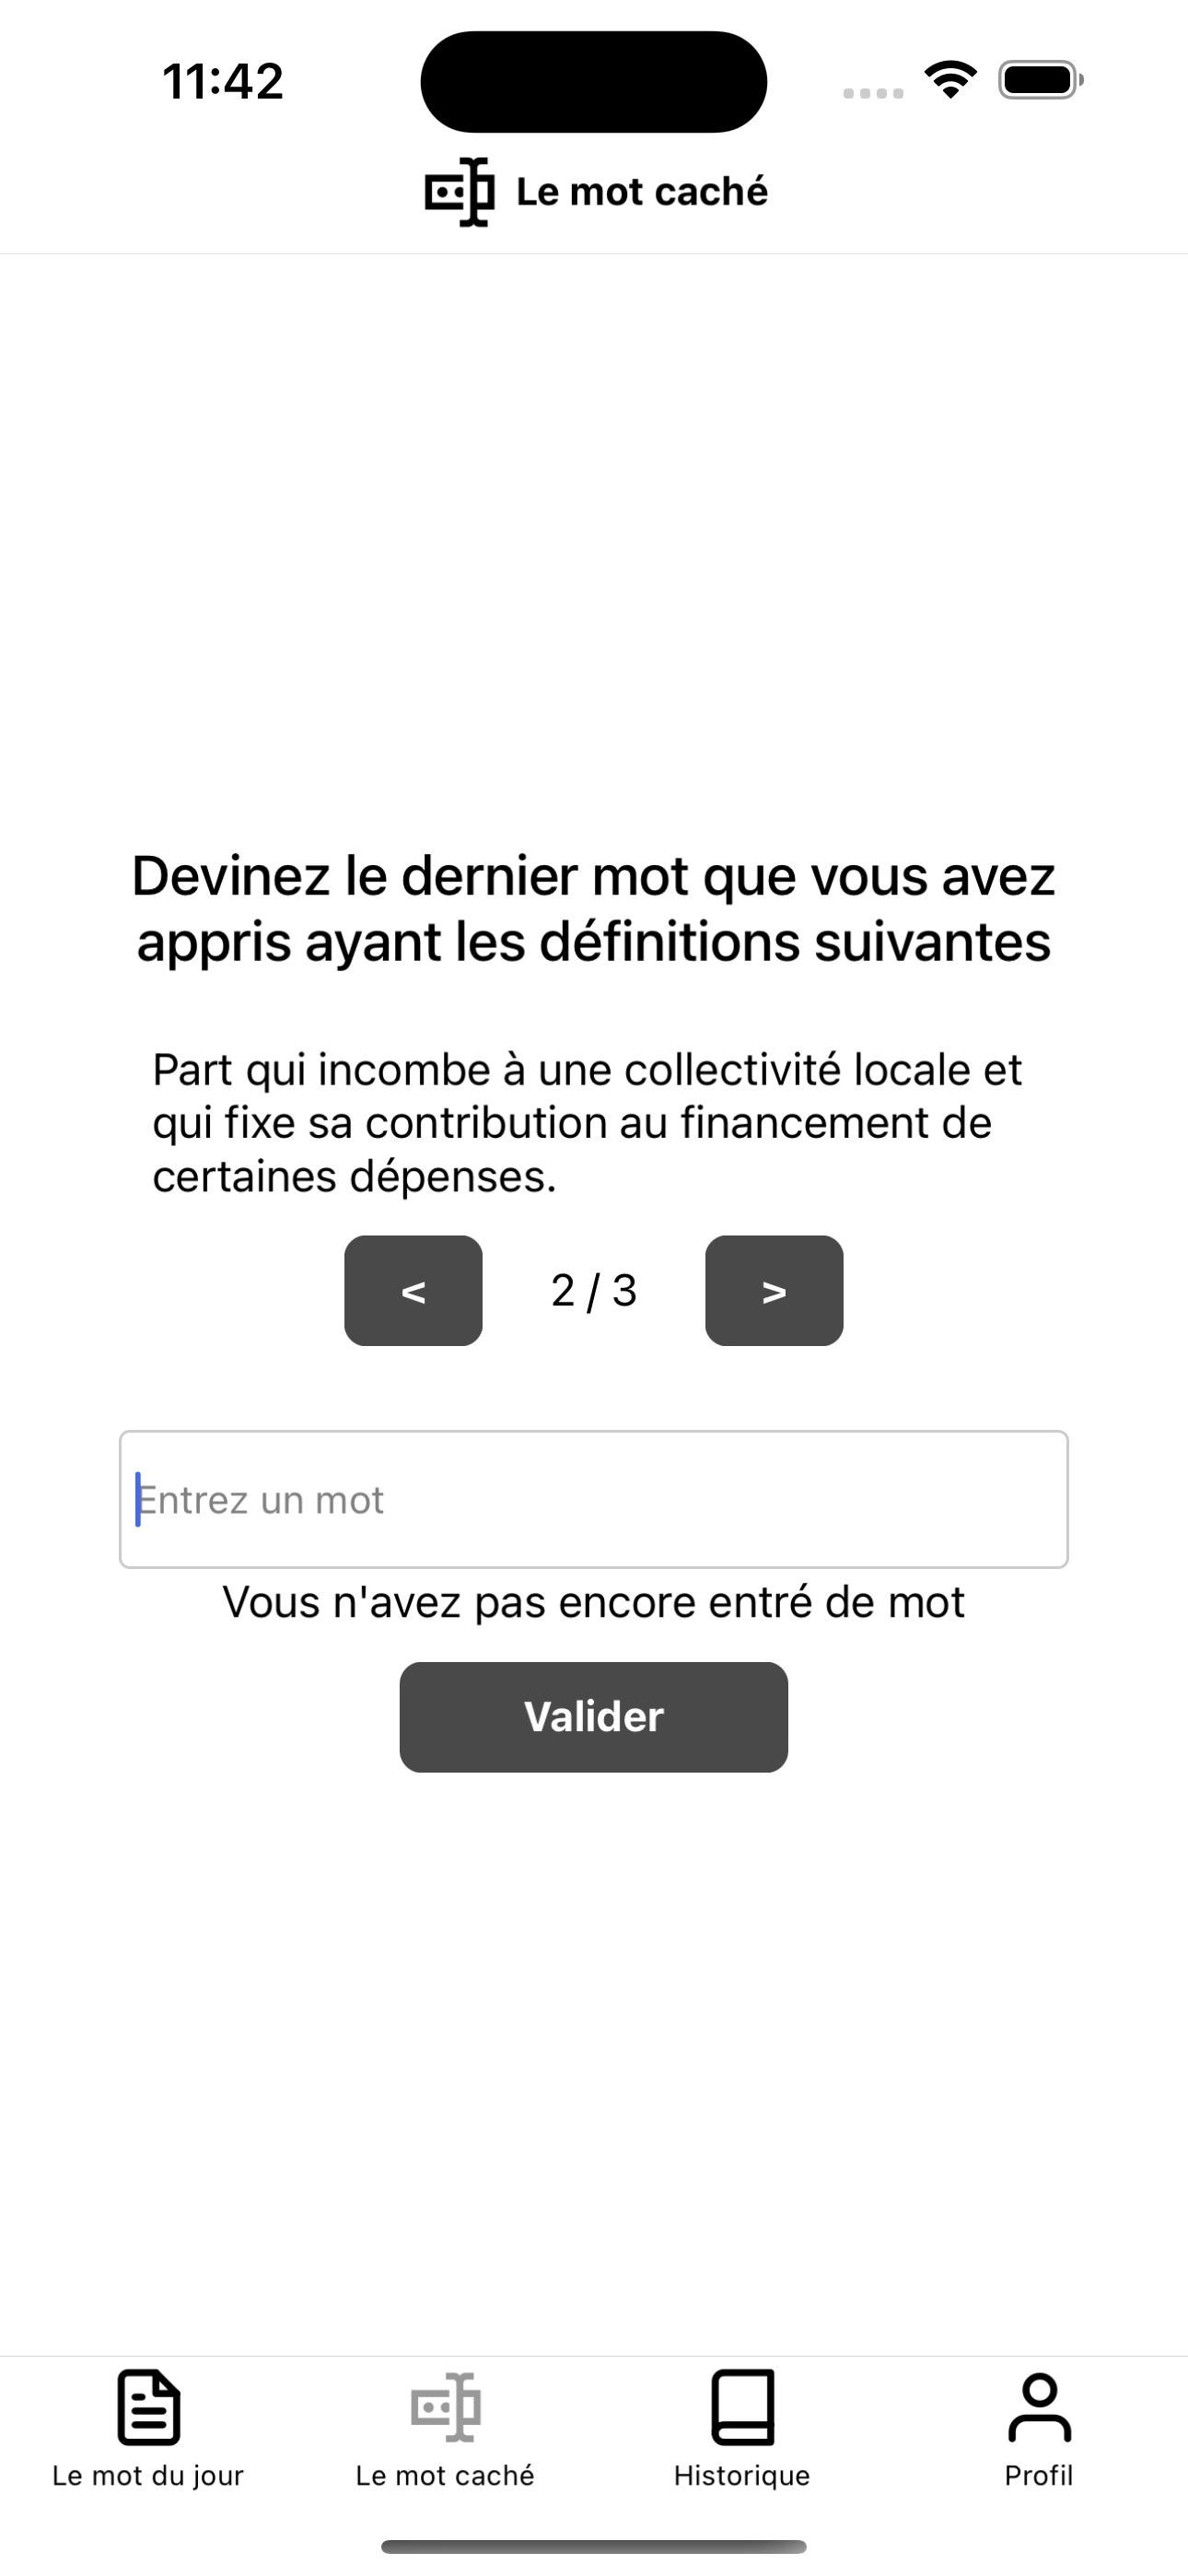 11:42
Le mot caché
Devinez le dernier mot que vous avez
appris ayant les définitions suivantes
Part qui incombe à une collectivité locale et
qui fixe sa contribution au financement de
certaines dépenses.
< 2 / 3 >
Entrez un mot
Vous n'avez pas encore entré de mot
Valider
Le mot du jour Le mot caché Historique Profil